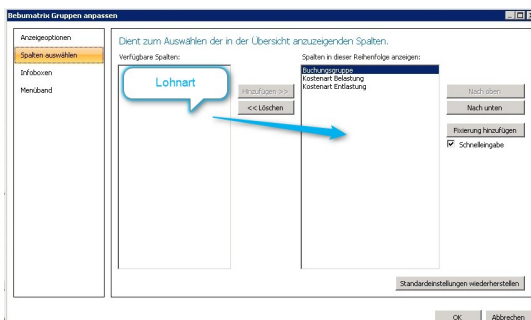 Bebumatrix Gruppen anpassen
Anzeigeoptionen
Spalten auswählen
Infoboxen
Menüband
Dient zum Auswählen der in der Übersicht anzuzeigenden Spalten.
Verfügbare Spalten:
Lohnart
Hinzufügen >>
<< Löschen
Spalten in dieser Reihenfolge anzeigen:
Buchungsgruppe
Kostenart Belastung
Kostenart Entlastung
Nach oben
Nach unten
Fixierung hinzufügen
Schnelleingabe
Standardeinstellungen wiederherstellen
OK
Abbrechen